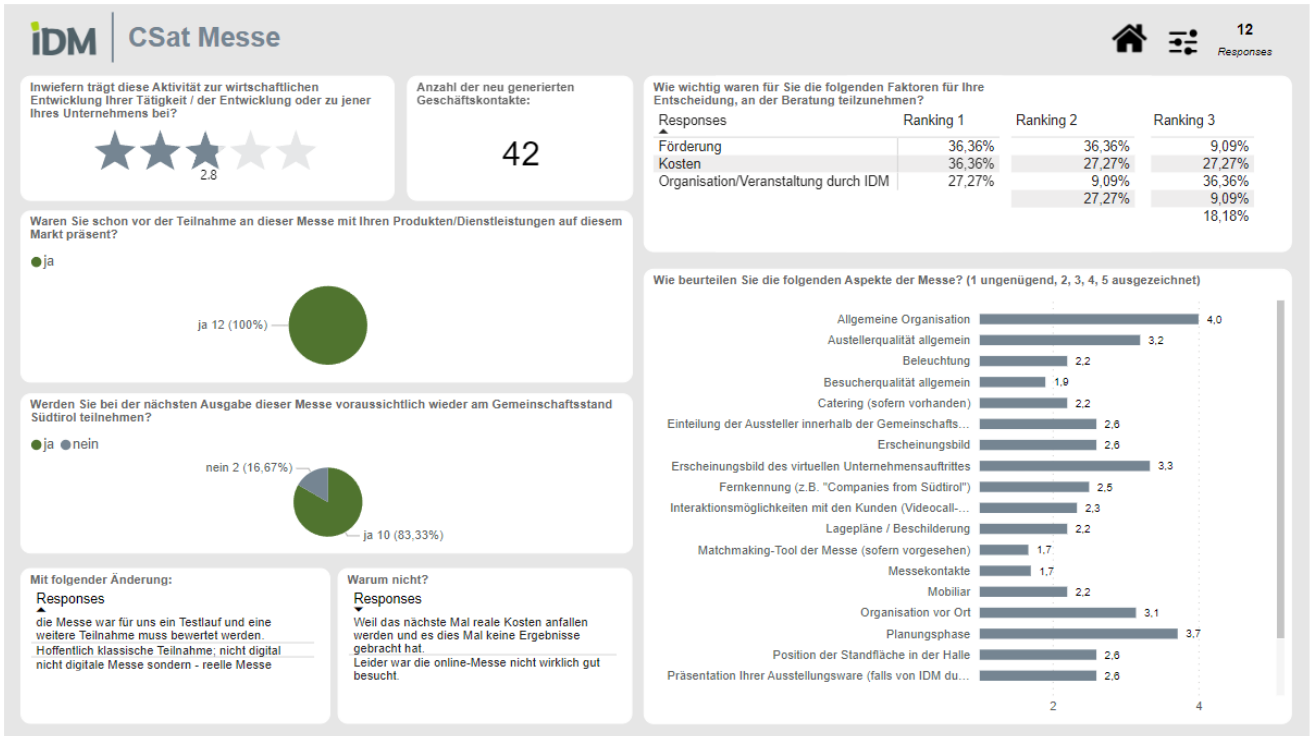 iDM
CSat Messe
12
Responses
Inwiefern trägt diese Aktivität zur wirtschaftlichen
Entwicklung Ihrer Tätigkeit / der Entwicklung oder zu jener
Ihres Unternehmens bei?
2.8
Anzahl der neu generierten
Geschäftskontakte:
42
Wie wichtig waren für Sie die folgenden Faktoren für Ihre
Entscheidung, an der Beratung teilzunehmen?
Responses Ranking 1 Ranking 2 Ranking 3
Förderung 36,36% 36,36% 9,09%
Kosten 36,36% 27,27% 27,27%
Organisation/Veranstaltung durch IDM 27,27% 9,09% 36,36%
27,27% 9,09%
18,18%
Waren Sie schon vor der Teilnahme an dieser Messe mit Ihren Produkten/Dienstleistungen auf diesem
Markt präsent?
ja
ja 12 (100%)
Werden Sie bei der nächsten Ausgabe dieser Messe voraussichtlich wieder am Gemeinschaftsstand
Südtirol teilnehmen?
ja nein
nein 2 (16,67%)
ja 10 (83,33%)
Mit folgender Änderung:
Responses
die Messe war für uns ein Testlauf und eine
weitere Teilnahme muss bewertet werden.
Hoffentlich klassische Teilnahme; nicht digital
nicht digitale Messe sondern - reelle Messe
Warum nicht?
Responses
Weil das nächste Mal reale Kosten anfallen
werden und es dies Mal keine Ergebnisse
gebracht hat.
Leider war die online-Messe nicht wirklich gut
besucht.
Wie beurteilen Sie die folgenden Aspekte der Messe? (1 ungenügend, 2, 3, 4, 5 ausgezeichnet)
Allgemeine Organisation 4,0
Austellerqualität allgemein 3,2
Beleuchtung 2,2
Besucherqualität allgemein 1,9
Catering (sofern vorhanden) 2,2
Einteilung der Aussteller innerhalb der Gemeinschafts... 2,6
Erscheinungsbild 2,6
Erscheinungsbild des virtuellen Unternehmensauftrittes 3,3
Fernkennung (z.B. "Companies from Südtirol") 2,5
Interaktionsmöglichkeiten mit den Kunden (Videocall-... 2,3
Lagepläne / Beschilderung 2,2
Matchmaking-Tool der Messe (sofern vorgesehen) 1,7
Messekontakte 1,7
Mobiliar 2,2
Organisation vor Ort 3,1
Planungsphase 3,7
Position der Standfläche in der Halle 2,6
Präsentation Ihrer Ausstellungsware (falls von IDM du... 2,6
2 4